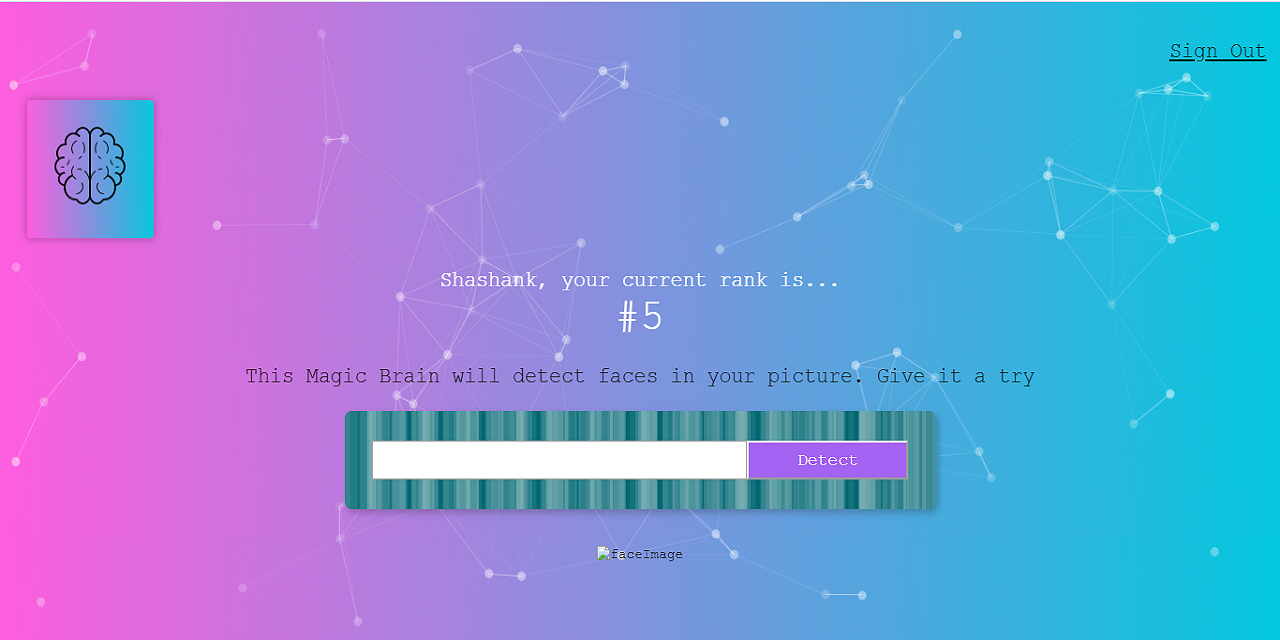 Sign Out
Shashank, your current rank is...
#5
This Magic Brain will detect faces in your picture. Give it a try
Detect
faceImage